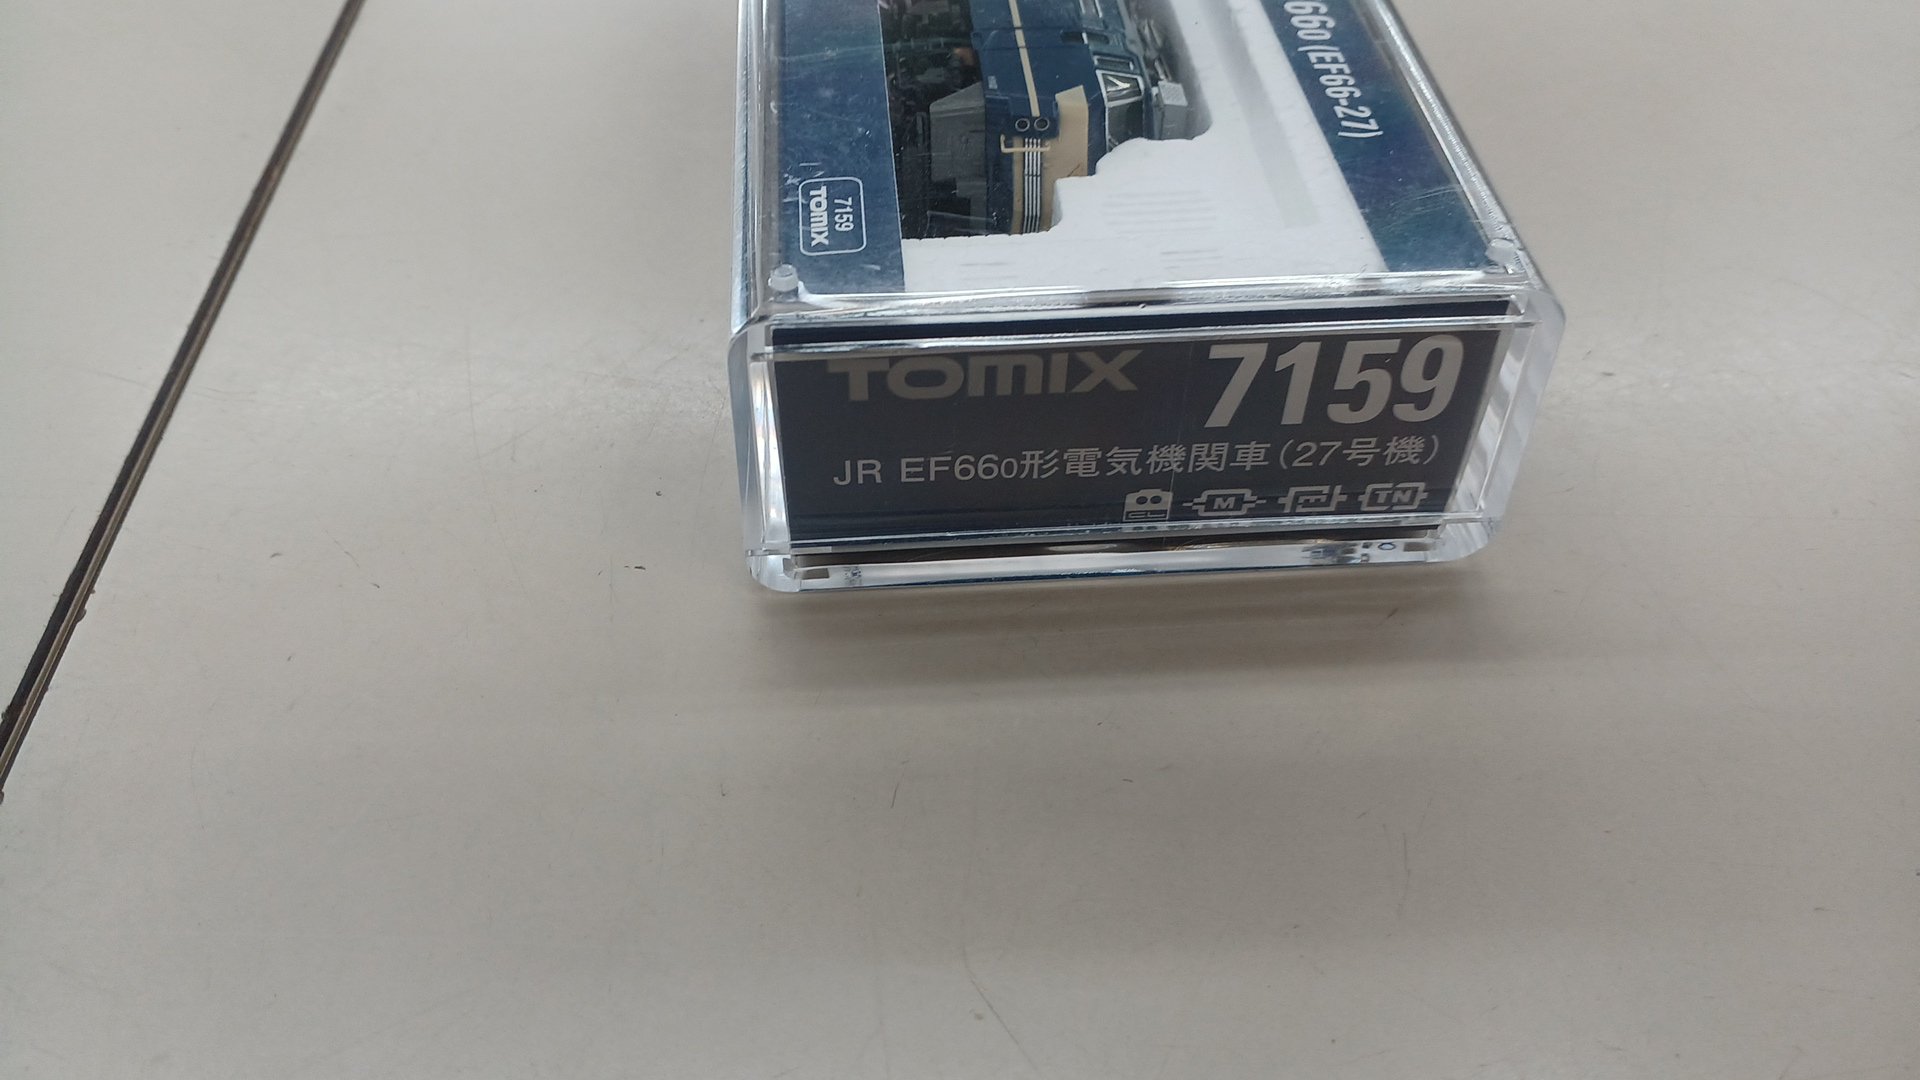 660 (EF66-27)
7159
TOMIX
TOMIX 7159
JR EF660形電気機関車(27号機)
CL M E TN